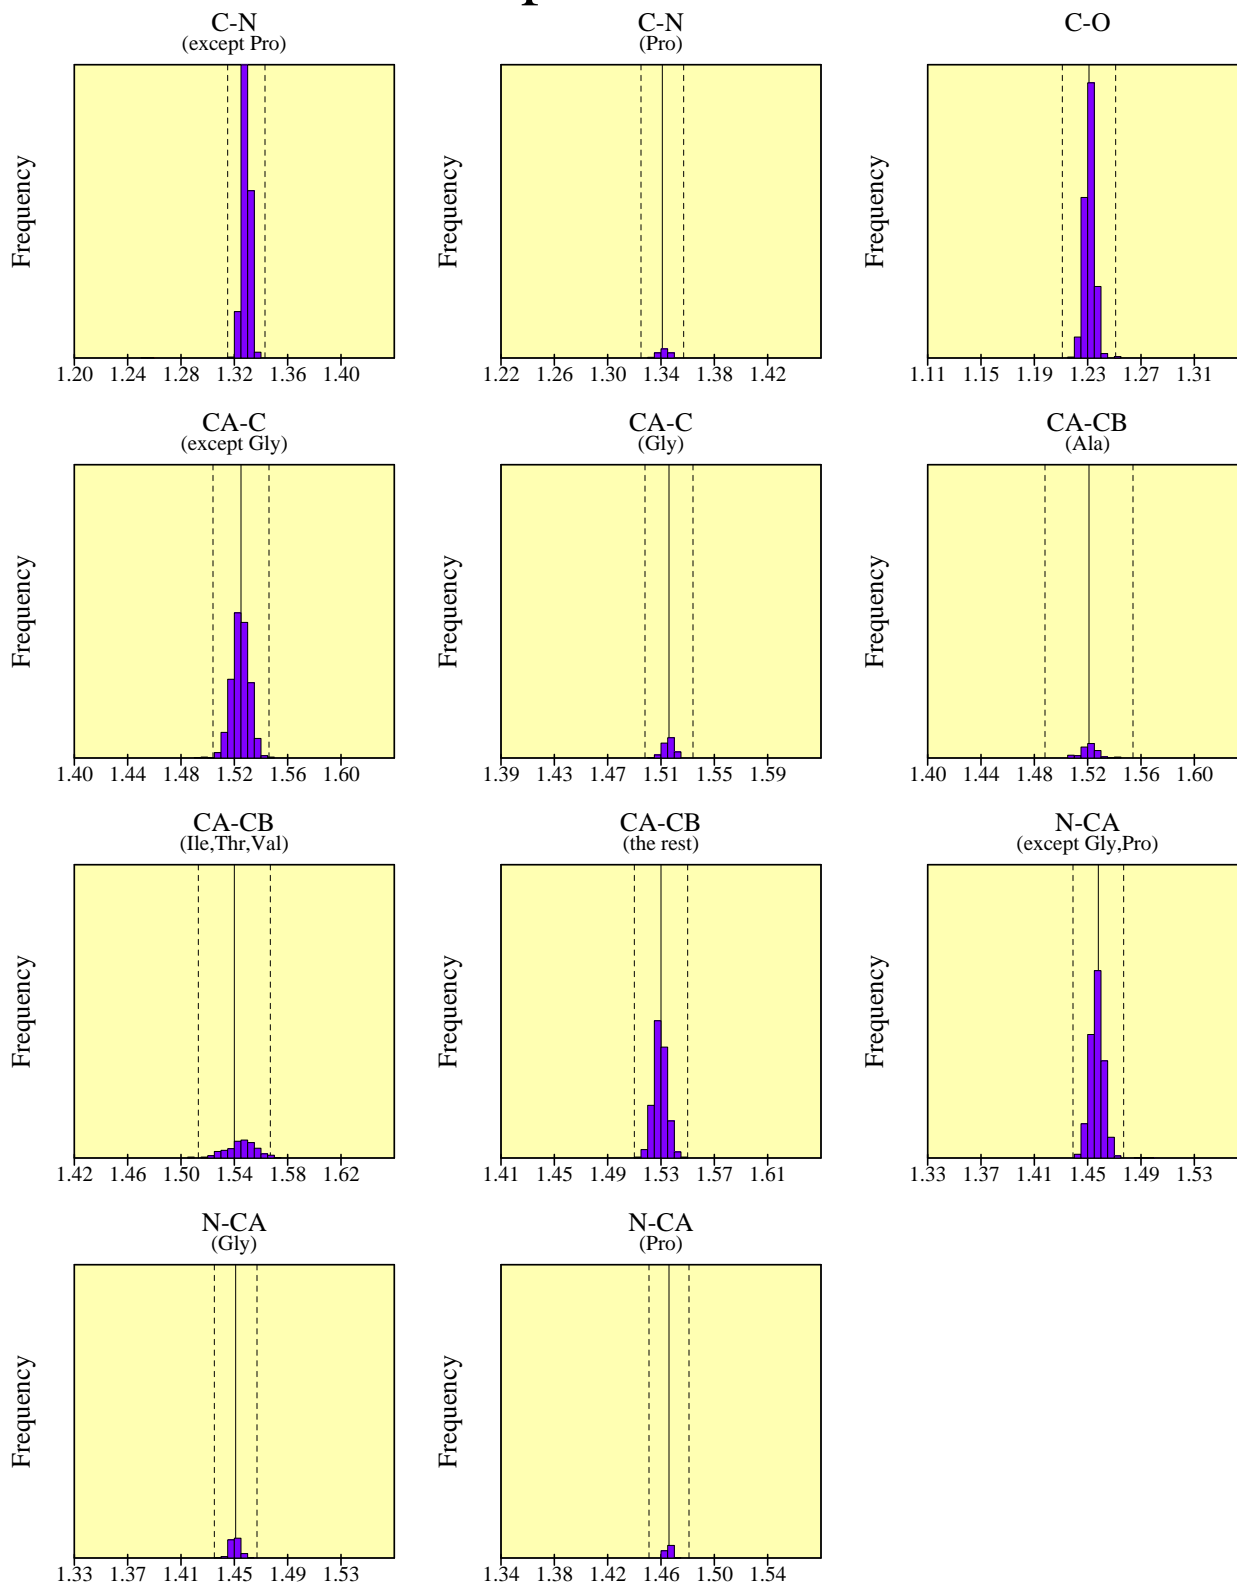 C-N
(except Pro)
Frequency
1.20 1.24 1.28 1.32 1.36 1.40
C-N
(Pro)
Frequency
1.22 1.26 1.30 1.34 1.38 1.42
C-O
Frequency
1.11 1.15 1.19 1.23 1.27 1.31
CA-C
(except Gly)
Frequency
1.40 1.44 1.48 1.52 1.56 1.60
CA-C
(Gly)
Frequency
1.39 1.43 1.47 1.51 1.55 1.59
CA-CB
(Ala)
Frequency
1.40 1.44 1.48 1.52 1.56 1.60
CA-CB
(Ile,Thr,Val)
Frequency
1.42 1.46 1.50 1.54 1.58 1.62
CA-CB
(the rest)
Frequency
1.41 1.45 1.49 1.53 1.57 1.61
N-CA
(except Gly,Pro)
Frequency
1.33 1.37 1.41 1.45 1.49 1.53
N-CA
(Gly)
Frequency
1.33 1.37 1.41 1.45 1.49 1.53
N-CA
(Pro)
Frequency
1.34 1.38 1.42 1.46 1.50 1.54